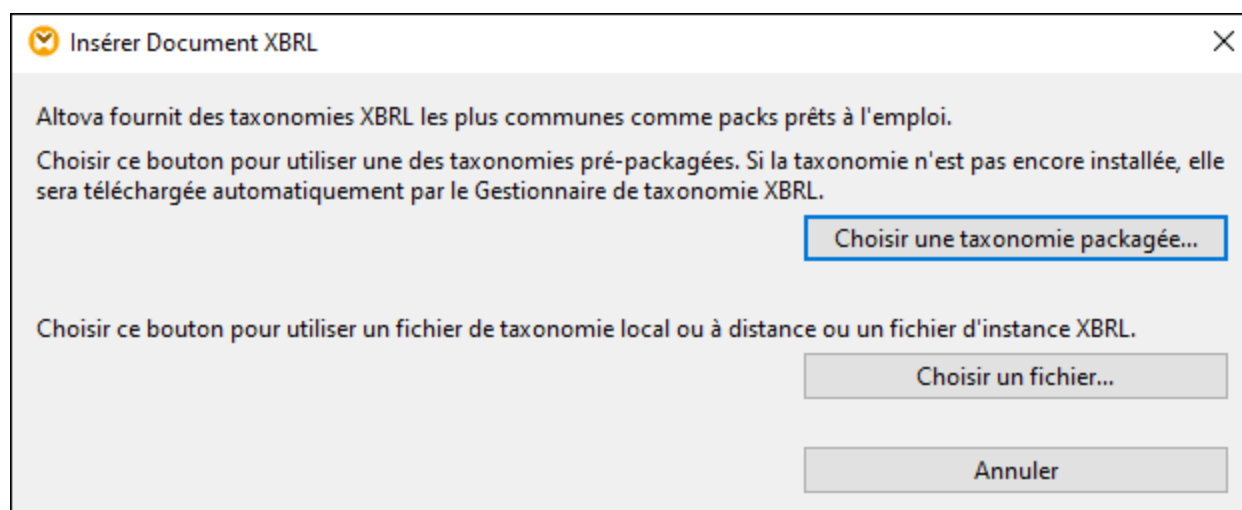 Insérer Document XBRL
Altova fournit des taxonomies XBRL les plus communes comme packs prêts à l'emploi.
Choisir ce bouton pour utiliser une des taxonomies pré-packagées. Si la taxonomie n'est pas encore installée, elle
sera téléchargée automatiquement par le Gestionnaire de taxonomie XBRL.
Choisir une taxonomie packagée...
Choisir ce bouton pour utiliser un fichier de taxonomie local ou à distance ou un fichier d'instance XBRL.
Choisir un fichier...
Annuler